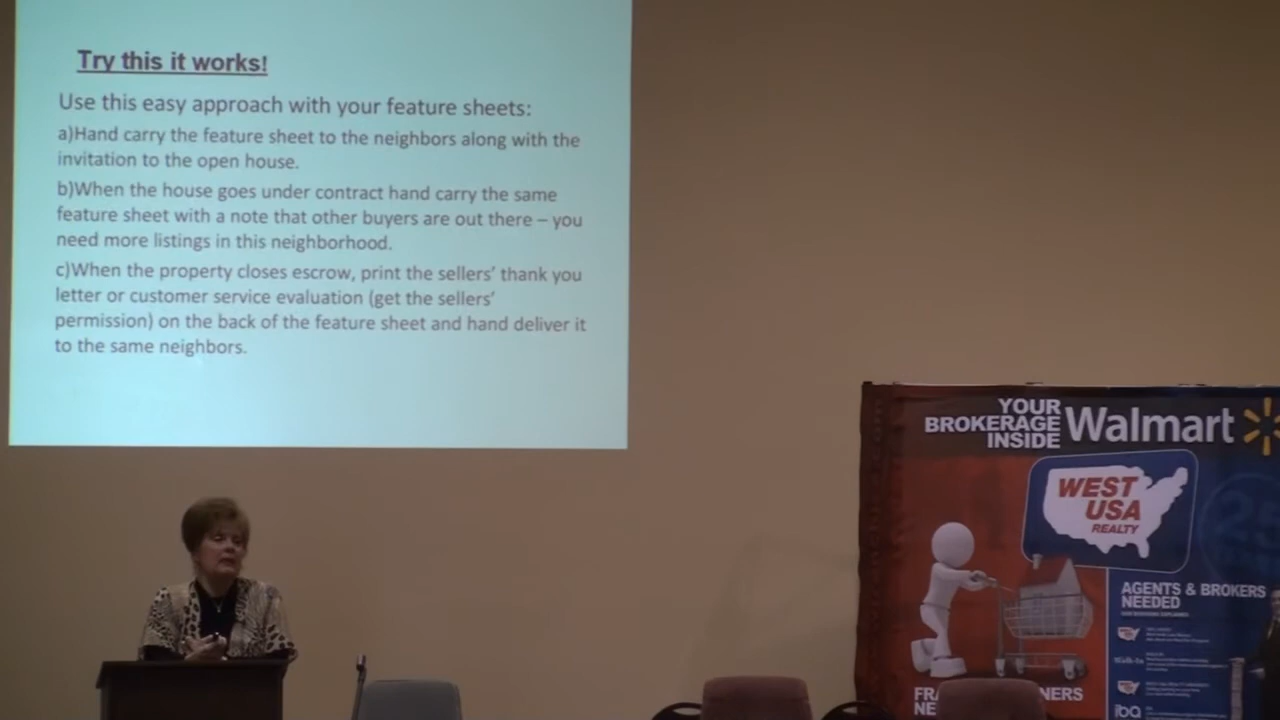 Try this it works!
Use this easy approach with your feature sheets:
a)Hand carry the feature sheet to the neighbors along with the
invitation to the open house.
b)When the house goes under contract hand carry the same
feature sheet with a note that other buyers are out there – you
need more listings in this neighborhood.
c)When the property closes escrow, print the sellers' thank you
letter or customer service evaluation (get the sellers'
permission) on the back of the feature sheet and hand deliver it
to the same neighbors.
YOUR
BROKERAGE
INSIDE
Walmart
WEST
USA
REALTY
AGENTS & BROKERS
NEEDED